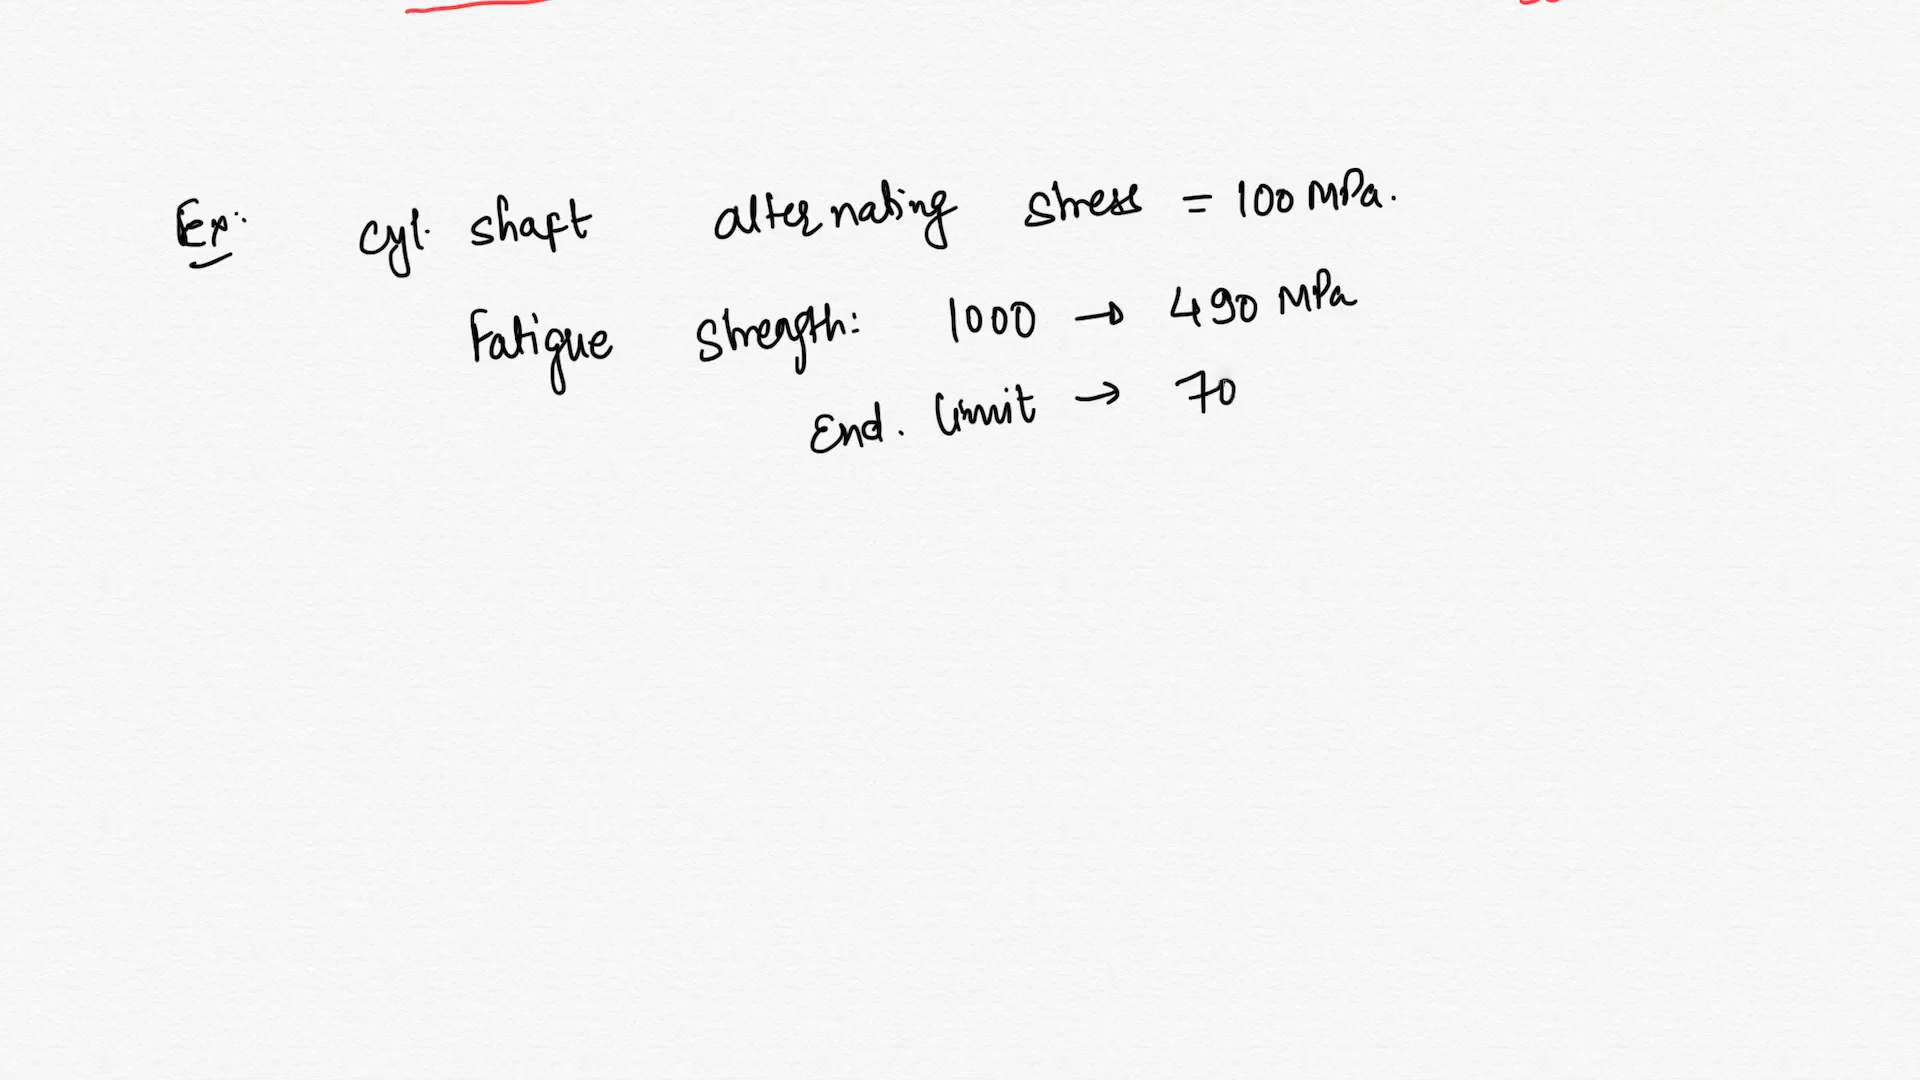 Ex: Cyl. shaft alternating stress = 100 MPa.
Fatigue strength: 1000 → 490 MPa
End. limit → 70